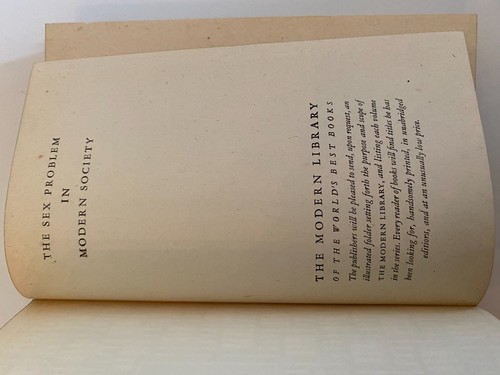 THE SEX PROBLEM
IN
MODERN SOCIETY
THE MODERN LIBRARY
OF THE WORLD'S BEST BOOKS
The publishers will be pleased to send, upon request, an
illustrated folder setting forth the purpose and scope of
THE MODERN LIBRARY, and listing each volume
in the series. Every reader of books will find titles he has
been looking for, handsomely printed, in unabridged
editions, and at an unusually low price.